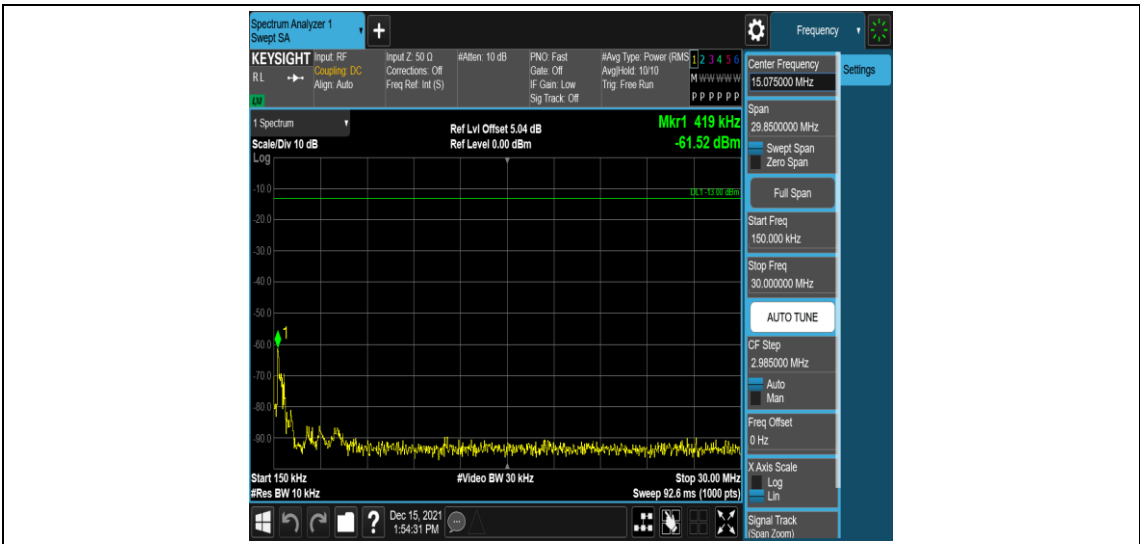 Spectrum Analyzer 1
Swept SA
+
Frequency
KEYSIGHT
RL
LXI
Input: RF
Coupling: DC
Align: Auto
Input Z: 50 Ω
Corrections: Off
Freq Ref: Int (S)
#Atten: 10 dB
PNO: Fast
Gate: Off
IF Gain: Low
Sig Track: Off
#Avg Type: Power (RMS
Avg|Hold: 10/10
Trig: Free Run
1 2 3 4 5 6
M W W W W W
P P P P P P
1 Spectrum
Scale/Div 10 dB
Log
Ref Lvl Offset 5.04 dB
Ref Level 0.00 dBm
Mkr1 419 kHz
-61.52 dBm
DL1 -13.00 dBm
-10.0
-20.0
-30.0
-40.0
-50.0
-60.0
-70.0
-80.0
-90.0
1
Start 150 kHz
#Res BW 10 kHz
#Video BW 30 kHz
Stop 30.00 MHz
Sweep 92.6 ms (1000 pts)
?
Dec 15, 2021
1:54:31 PM
Center Frequency
15.075000 MHz
Settings
Span
29.8500000 MHz
Swept Span
Zero Span
Full Span
Start Freq
150.000 kHz
Stop Freq
30.000000 MHz
AUTO TUNE
CF Step
2.985000 MHz
Auto
Man
Freq Offset
0 Hz
X Axis Scale
Log
Lin
Signal Track
(Span Zoom)